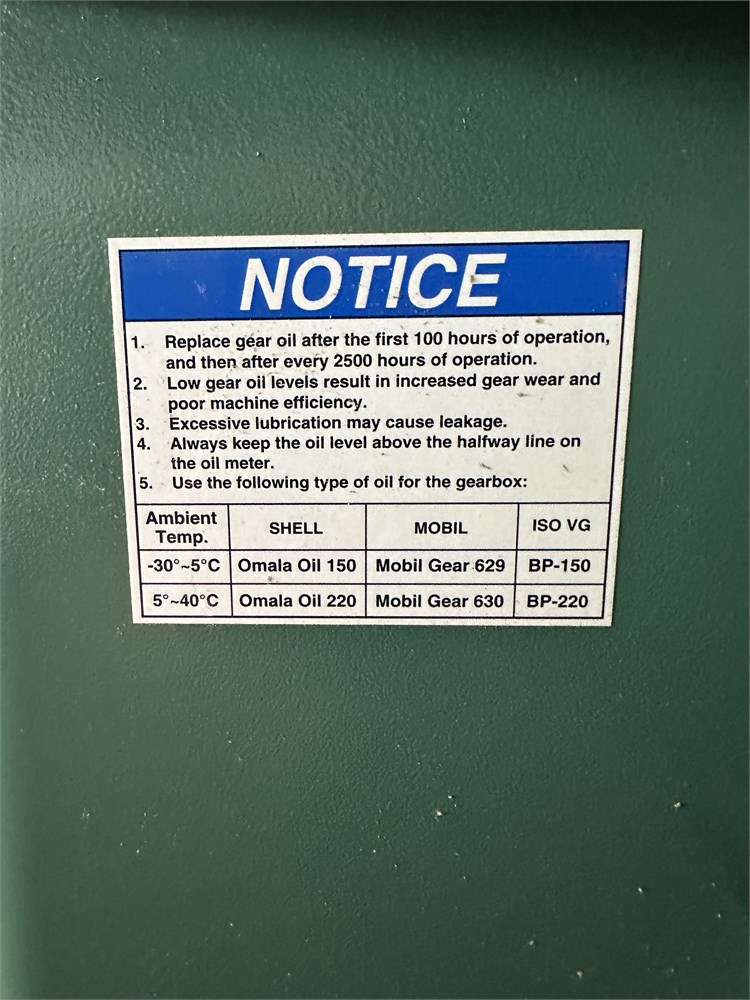 NOTICE
1. Replace gear oil after the first 100 hours of operation,
and then after every 2500 hours of operation.
2. Low gear oil levels result in increased gear wear and
poor machine efficiency.
3. Excessive lubrication may cause leakage.
4. Always keep the oil level above the halfway line on
the oil meter.
5. Use the following type of oil for the gearbox:
Ambient Temp. SHELL MOBIL ISO VG
-30°~5°C Omala Oil 150 Mobil Gear 629 BP-150
5°~40°C Omala Oil 220 Mobil Gear 630 BP-220